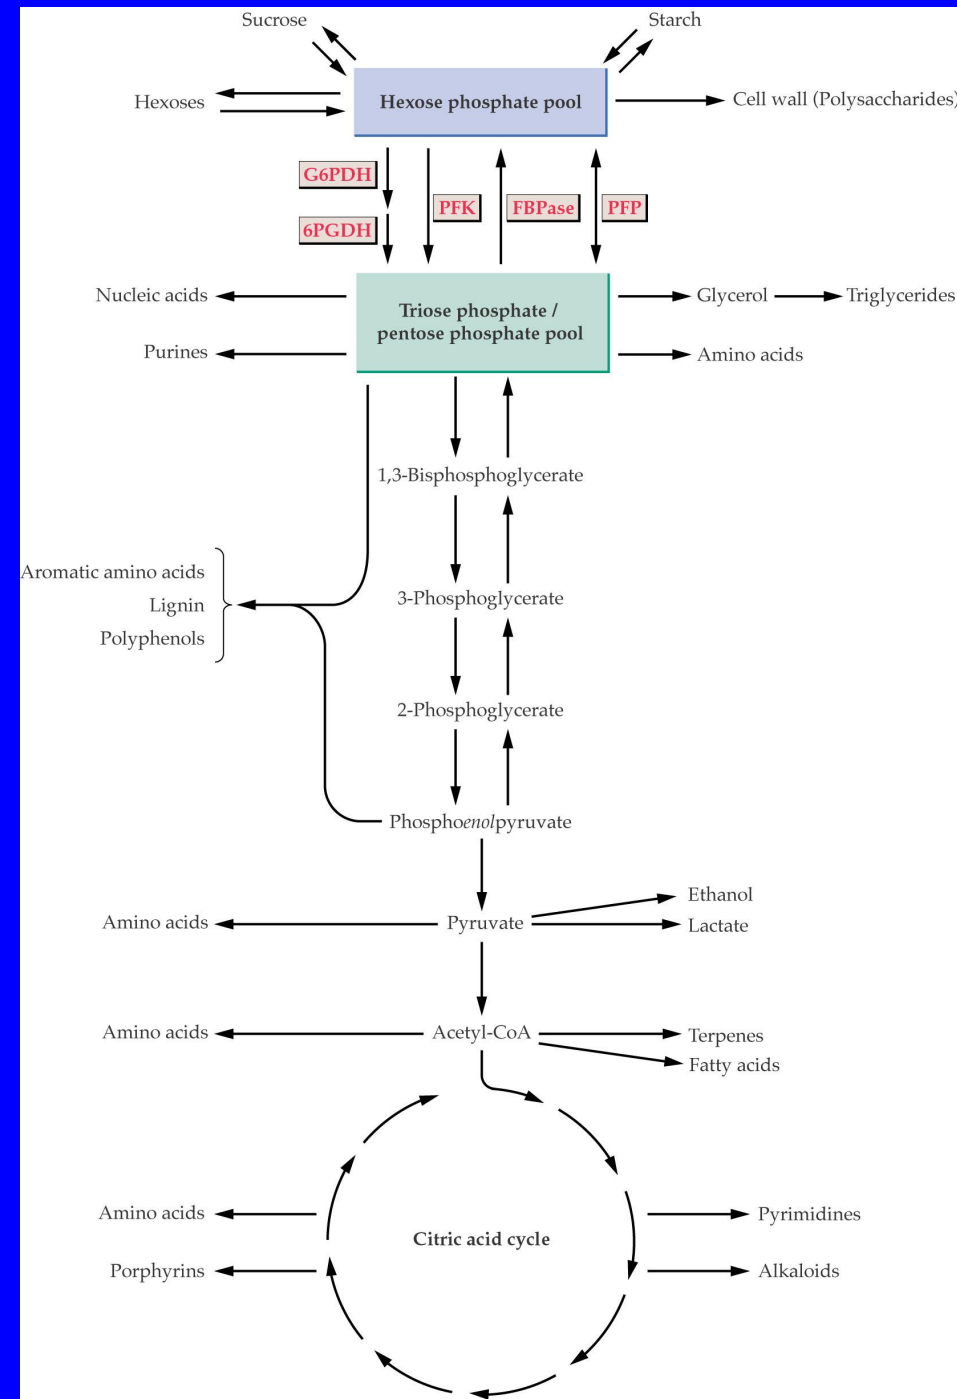 Sucrose
Starch
Hexoses
Hexose phosphate pool
Cell wall (Polysaccharides)
G6PDH
PFK
FBPase
PFP
6PGDH
Nucleic acids
Triose phosphate /
pentose phosphate pool
Glycerol
Triglycerides
Purines
Amino acids
1,3-Bisphosphoglycerate
Aromatic amino acids
Lignin
Polyphenols
3-Phosphoglycerate
2-Phosphoglycerate
Phosphoenolpyruvate
Amino acids
Pyruvate
Ethanol
Lactate
Amino acids
Acetyl-CoA
Terpenes
Fatty acids
Amino acids
Porphyrins
Citric acid cycle
Pyrimidines
Alkaloids